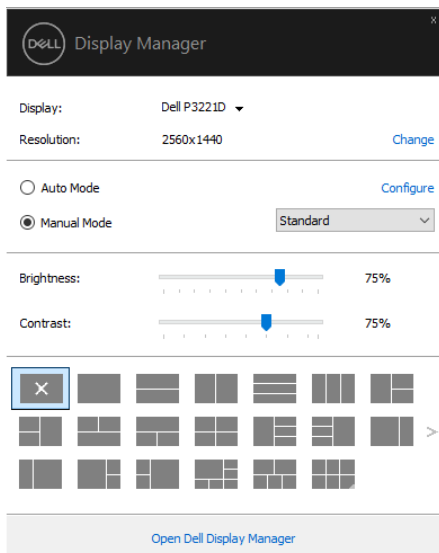 DELL Display Manager x
Display: Dell P3221D
Resolution: 2560x1440 Change
Auto Mode Configure
Manual Mode Standard
Brightness: 75%
Contrast: 75%
Open Dell Display Manager